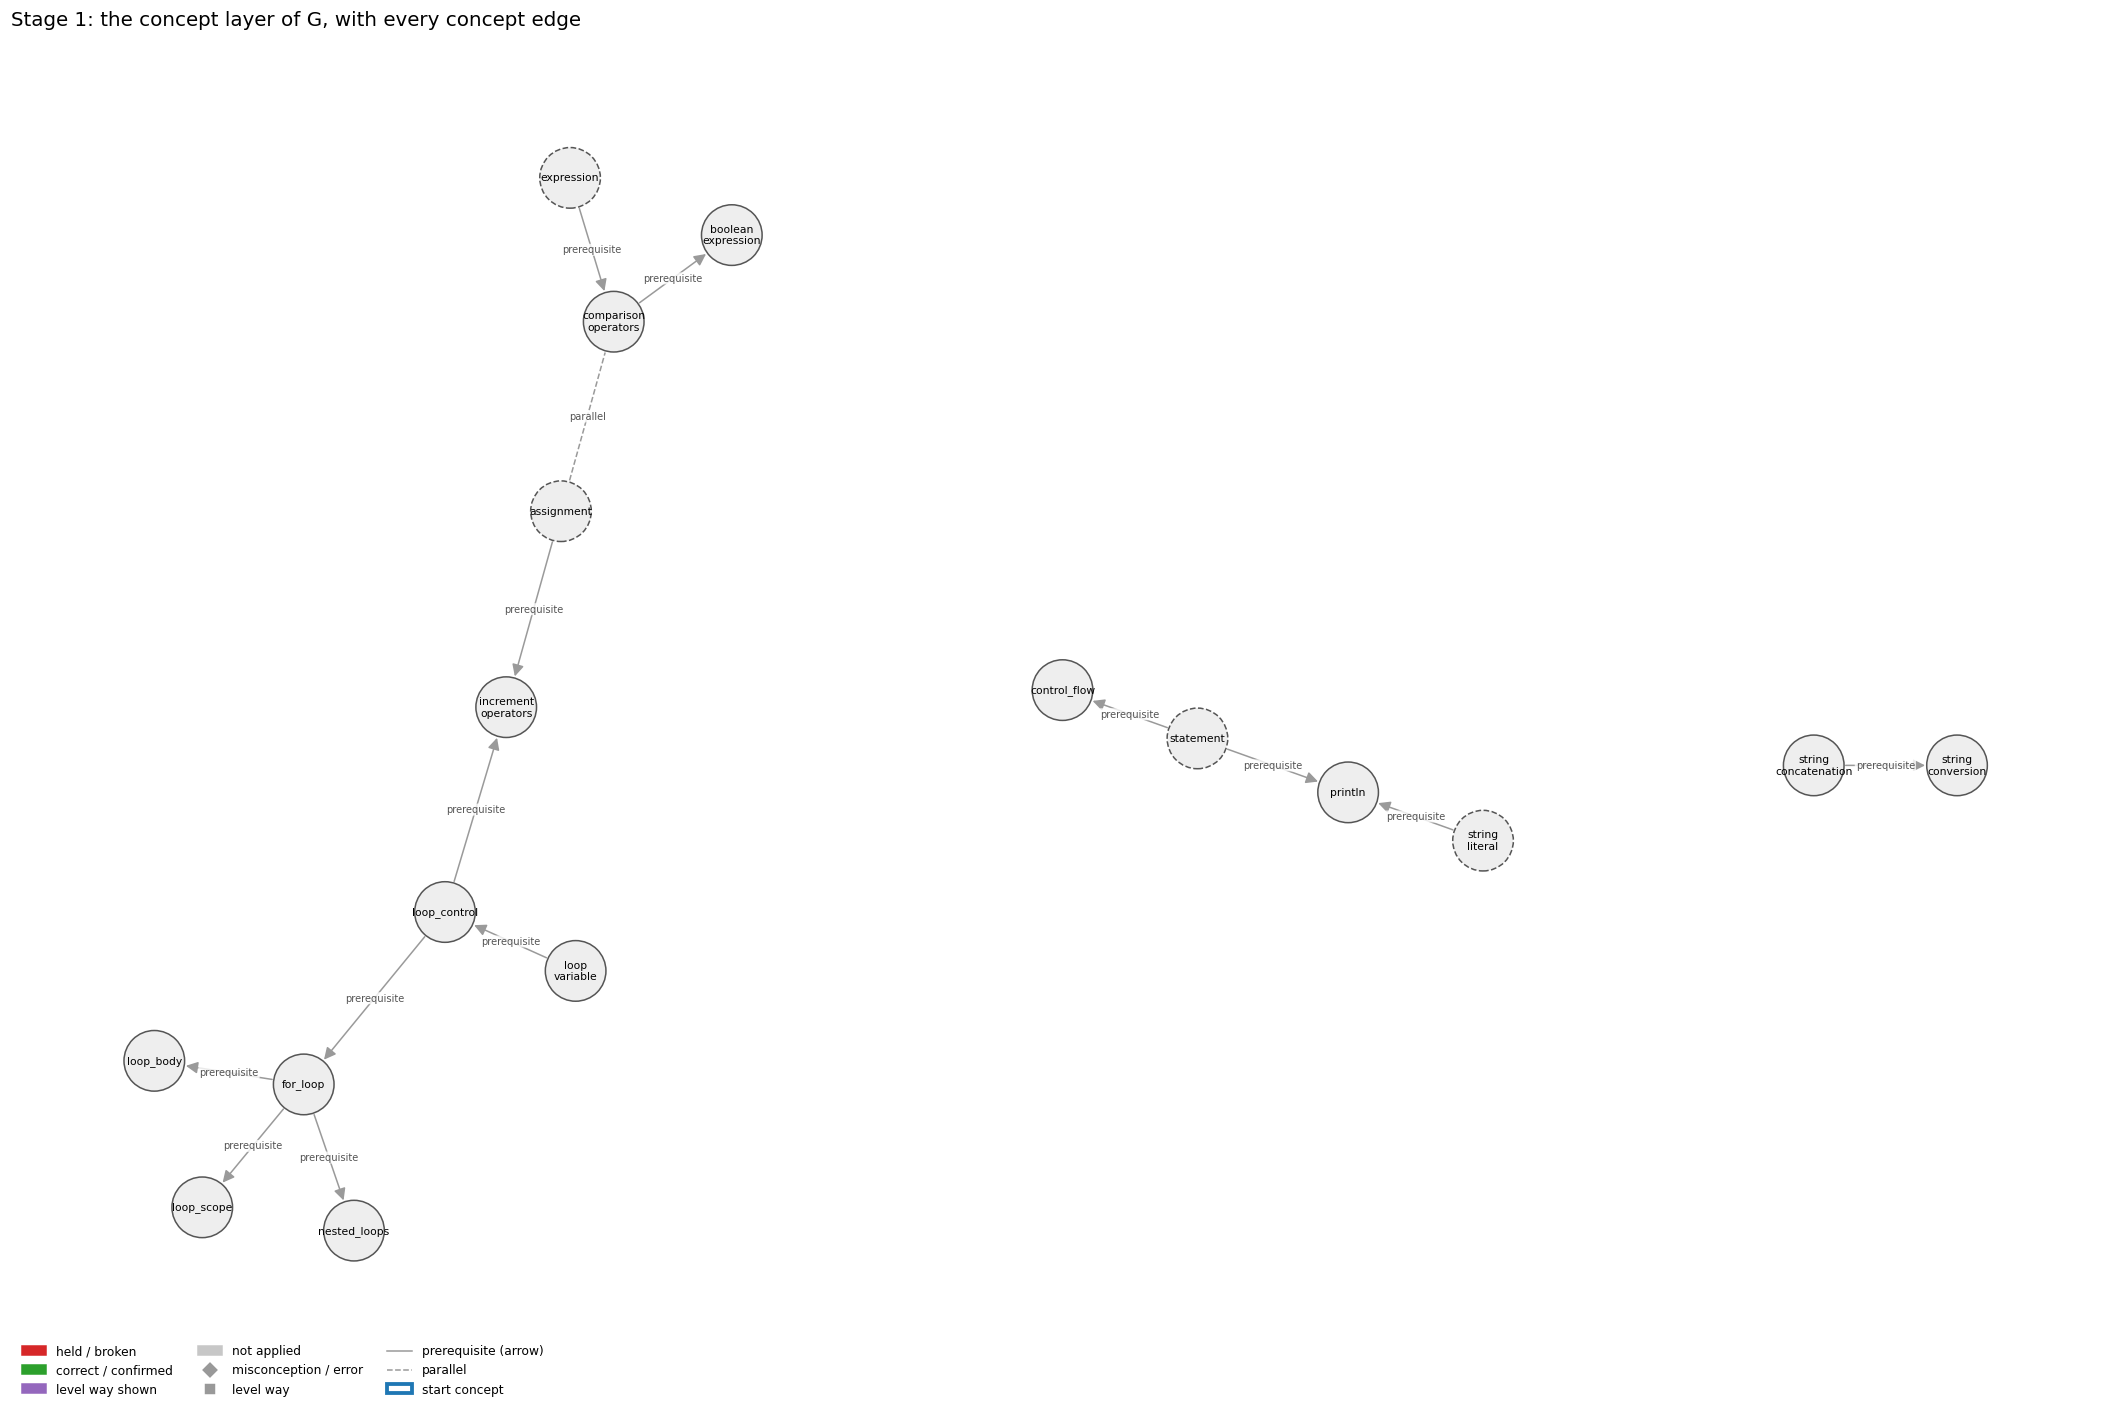 Stage 1: the concept layer of G, with every concept edge
expression
boolean
expression
prerequisite
prerequisite
comparison
operators
parallel
assignment
prerequisite
increment
operators
prerequisite
loop_control
prerequisite
loop
variable
prerequisite
loop_body
prerequisite
for_loop
prerequisite
prerequisite
loop_scope
nested_loops
control_flow
prerequisite
statement
prerequisite
println
prerequisite
string
literal
string
concatenation
prerequisite
string
conversion
held / broken
correct / confirmed
level way shown
not applied
misconception / error
level way
prerequisite (arrow)
parallel
start concept